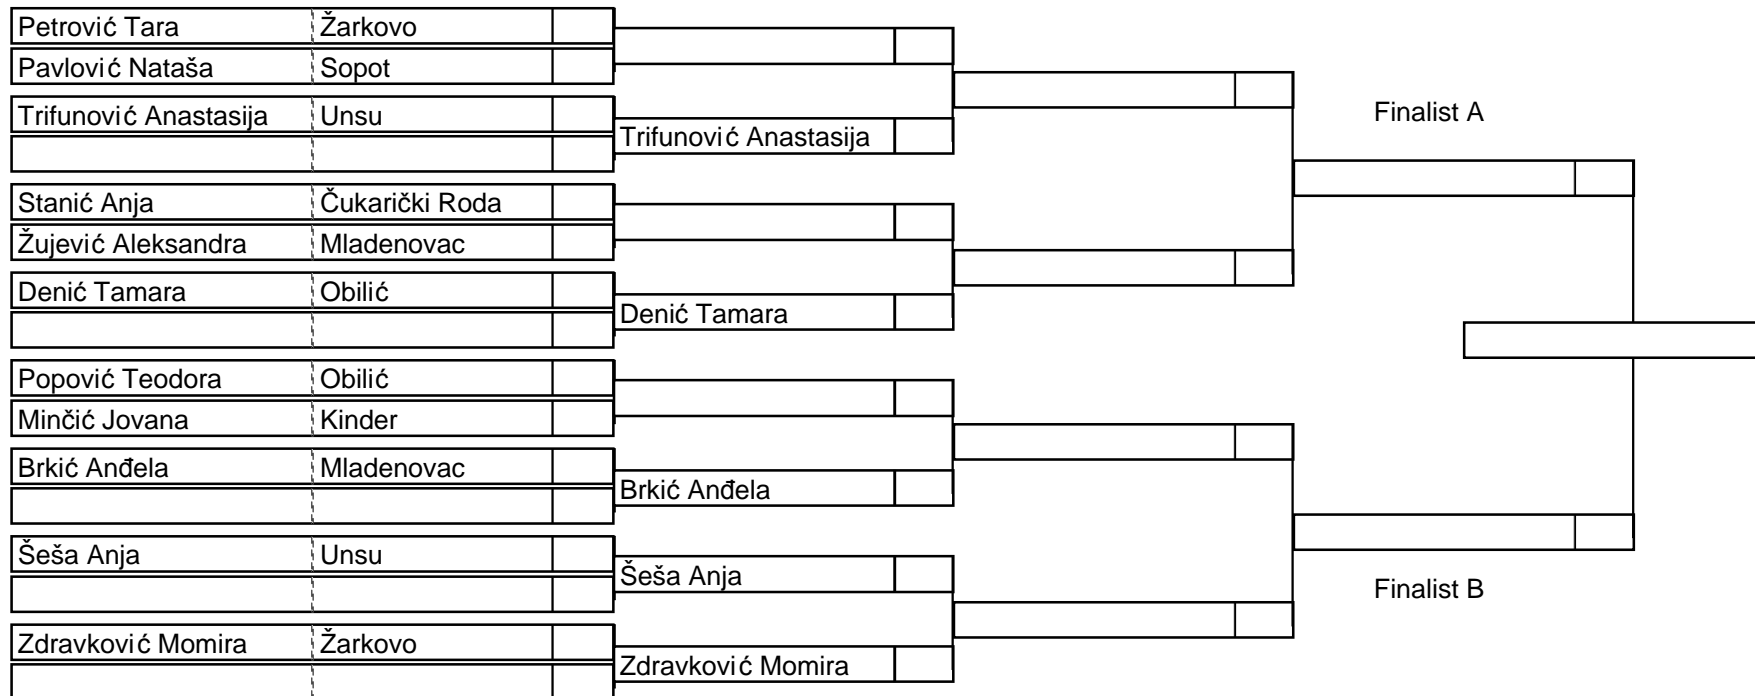 Petrović Tara Žarkovo
Pavlović Nataša Sopot
Trifunović Anastasija Unsu
Trifunović Anastasija
Stanić Anja Čukarički Roda
Žujević Aleksandra Mladenovac
Denić Tamara Obilić
Denić Tamara
Popović Teodora Obilić
Minčić Jovana Kinder
Brkić Anđela Mladenovac
Brkić Anđela
Šeša Anja Unsu
Šeša Anja
Zdravković Momira Žarkovo
Zdravković Momira
Finalist A
Finalist B